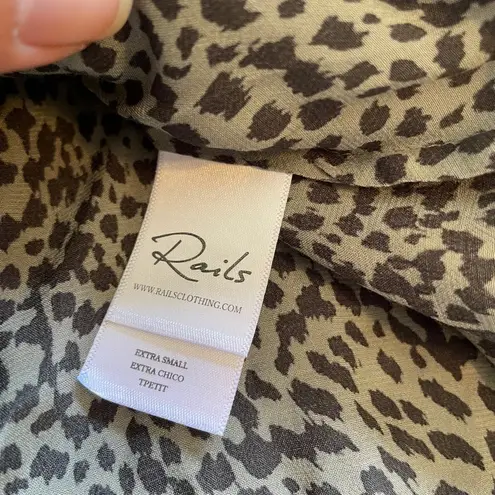 Rails
WWW.RAILSCLOTHING.COM
EXTRA SMALL
EXTRA CHICO
TPETIT